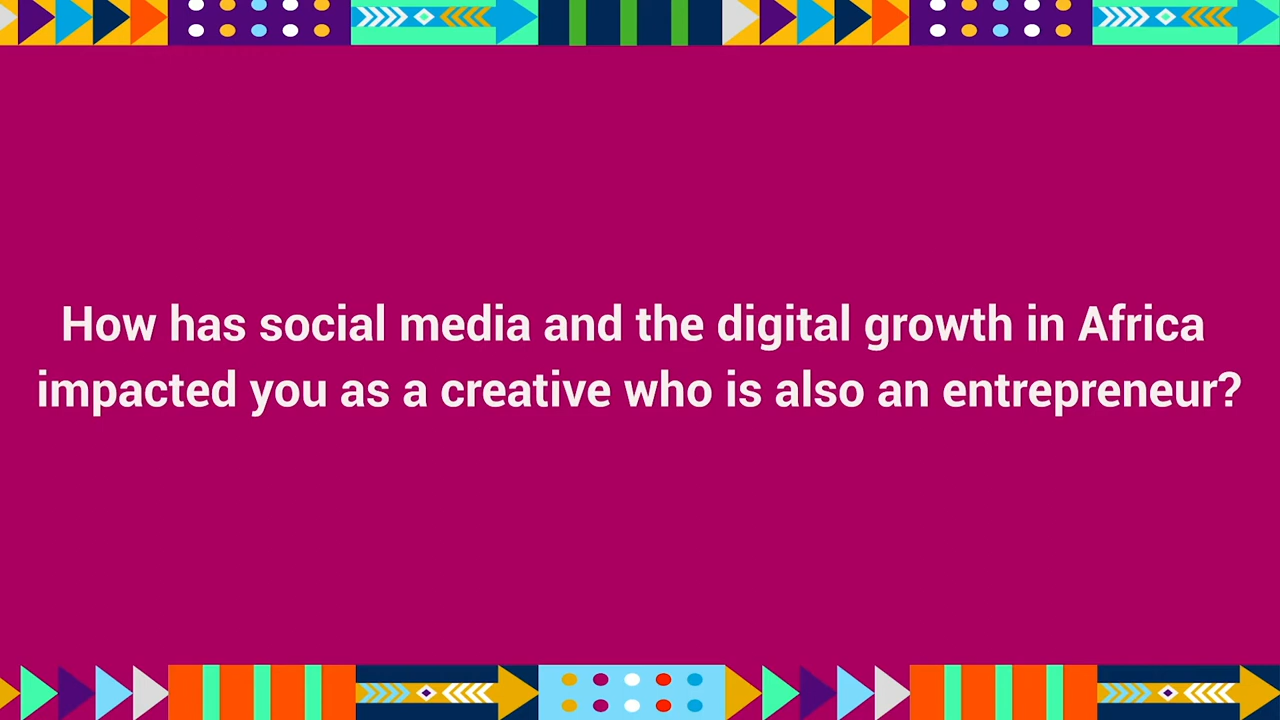 How has social media and the digital growth in Africa
impacted you as a creative who is also an entrepreneur?